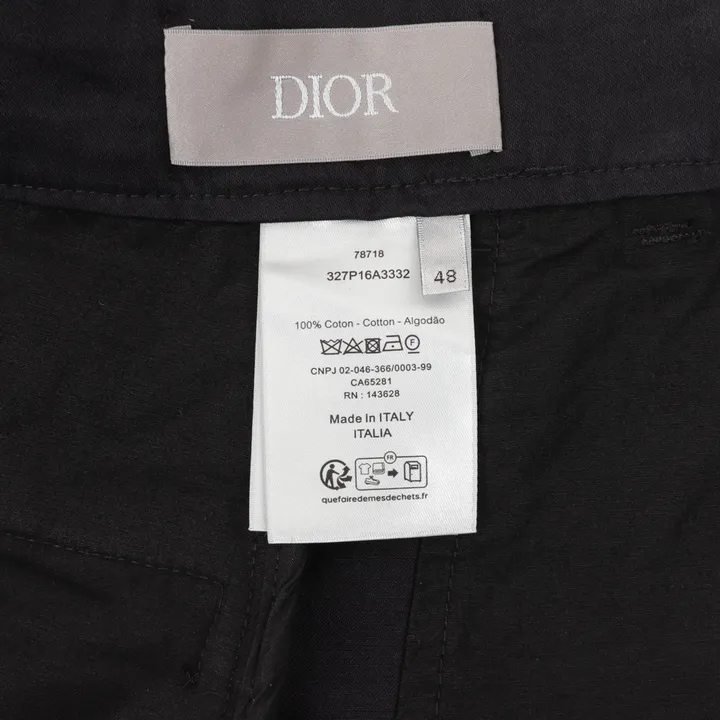 DIOR
78718
327P16A3332
48
100% Coton - Cotton - Algodão
F
CNPJ 02-046-366/0003-99
CA65281
RN : 143628
Made In ITALY
ITALIA
FR
quefairedemesdechets.fr